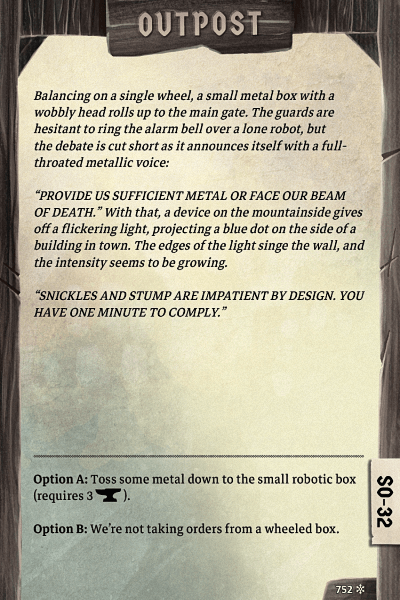 OUTPOST
Balancing on a single wheel, a small metal box with a
wobbly head rolls up to the main gate. The guards are
hesitant to ring the alarm bell over a lone robot, but
the debate is cut short as it announces itself with a full-
throated metallic voice:
“PROVIDE US SUFFICIENT METAL OR FACE OUR BEAM
OF DEATH.” With that, a device on the mountainside gives
off a flickering light, projecting a blue dot on the side of a
building in town. The edges of the light singe the wall, and
the intensity seems to be growing.
“SNICKLES AND STUMP ARE IMPATIENT BY DESIGN. YOU
HAVE ONE MINUTE TO COMPLY.”
Option A: Toss some metal down to the small robotic box
(requires 3 ).
Option B: We’re not taking orders from a wheeled box.
SO-32
752